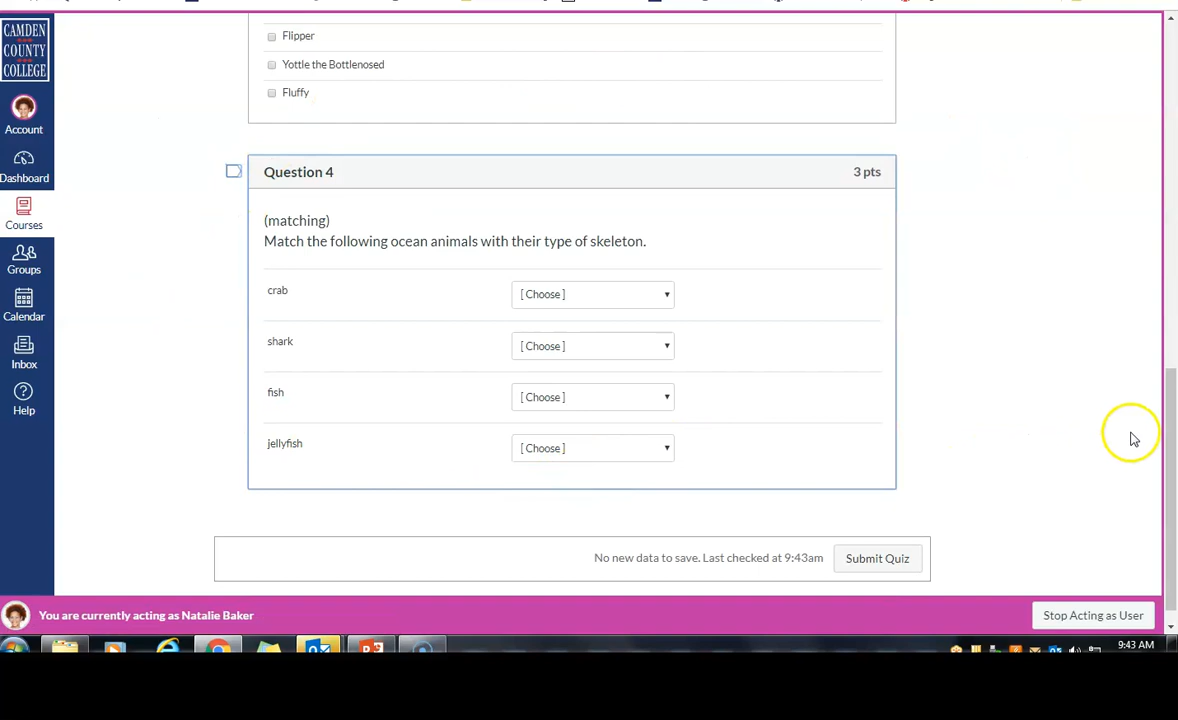 Flipper
Yottle the Bottlenosed
Fluffy
CAMDEN
COUNTY
COLLEGE
Account
Dashboard
Courses
Groups
Calendar
Inbox
Help
Question 4
3 pts
(matching)
Match the following ocean animals with their type of skeleton.
crab
[ Choose ]
shark
[ Choose ]
fish
[ Choose ]
jellyfish
[ Choose ]
No new data to save. Last checked at 9:43am
Submit Quiz
You are currently acting as Natalie Baker
Stop Acting as User
9:43 AM